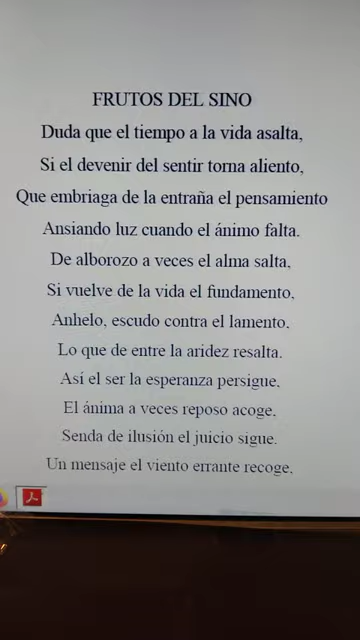 FRUTOS DEL SINO
Duda que el tiempo a la vida asalta,
Si el devenir del sentir torna aliento,
Que embriaga de la entraña el pensamiento
Ansiando luz cuando el ánimo falta.
De alborozo a veces el alma salta,
Si vuelve de la vida el fundamento,
Anhelo, escudo contra el lamento,
Lo que de entre la aridez resalta.
Así el ser la esperanza persigue,
El ánima a veces reposo acoge,
Senda de ilusión el juicio sigue.
Un mensaje el viento errante recoge,